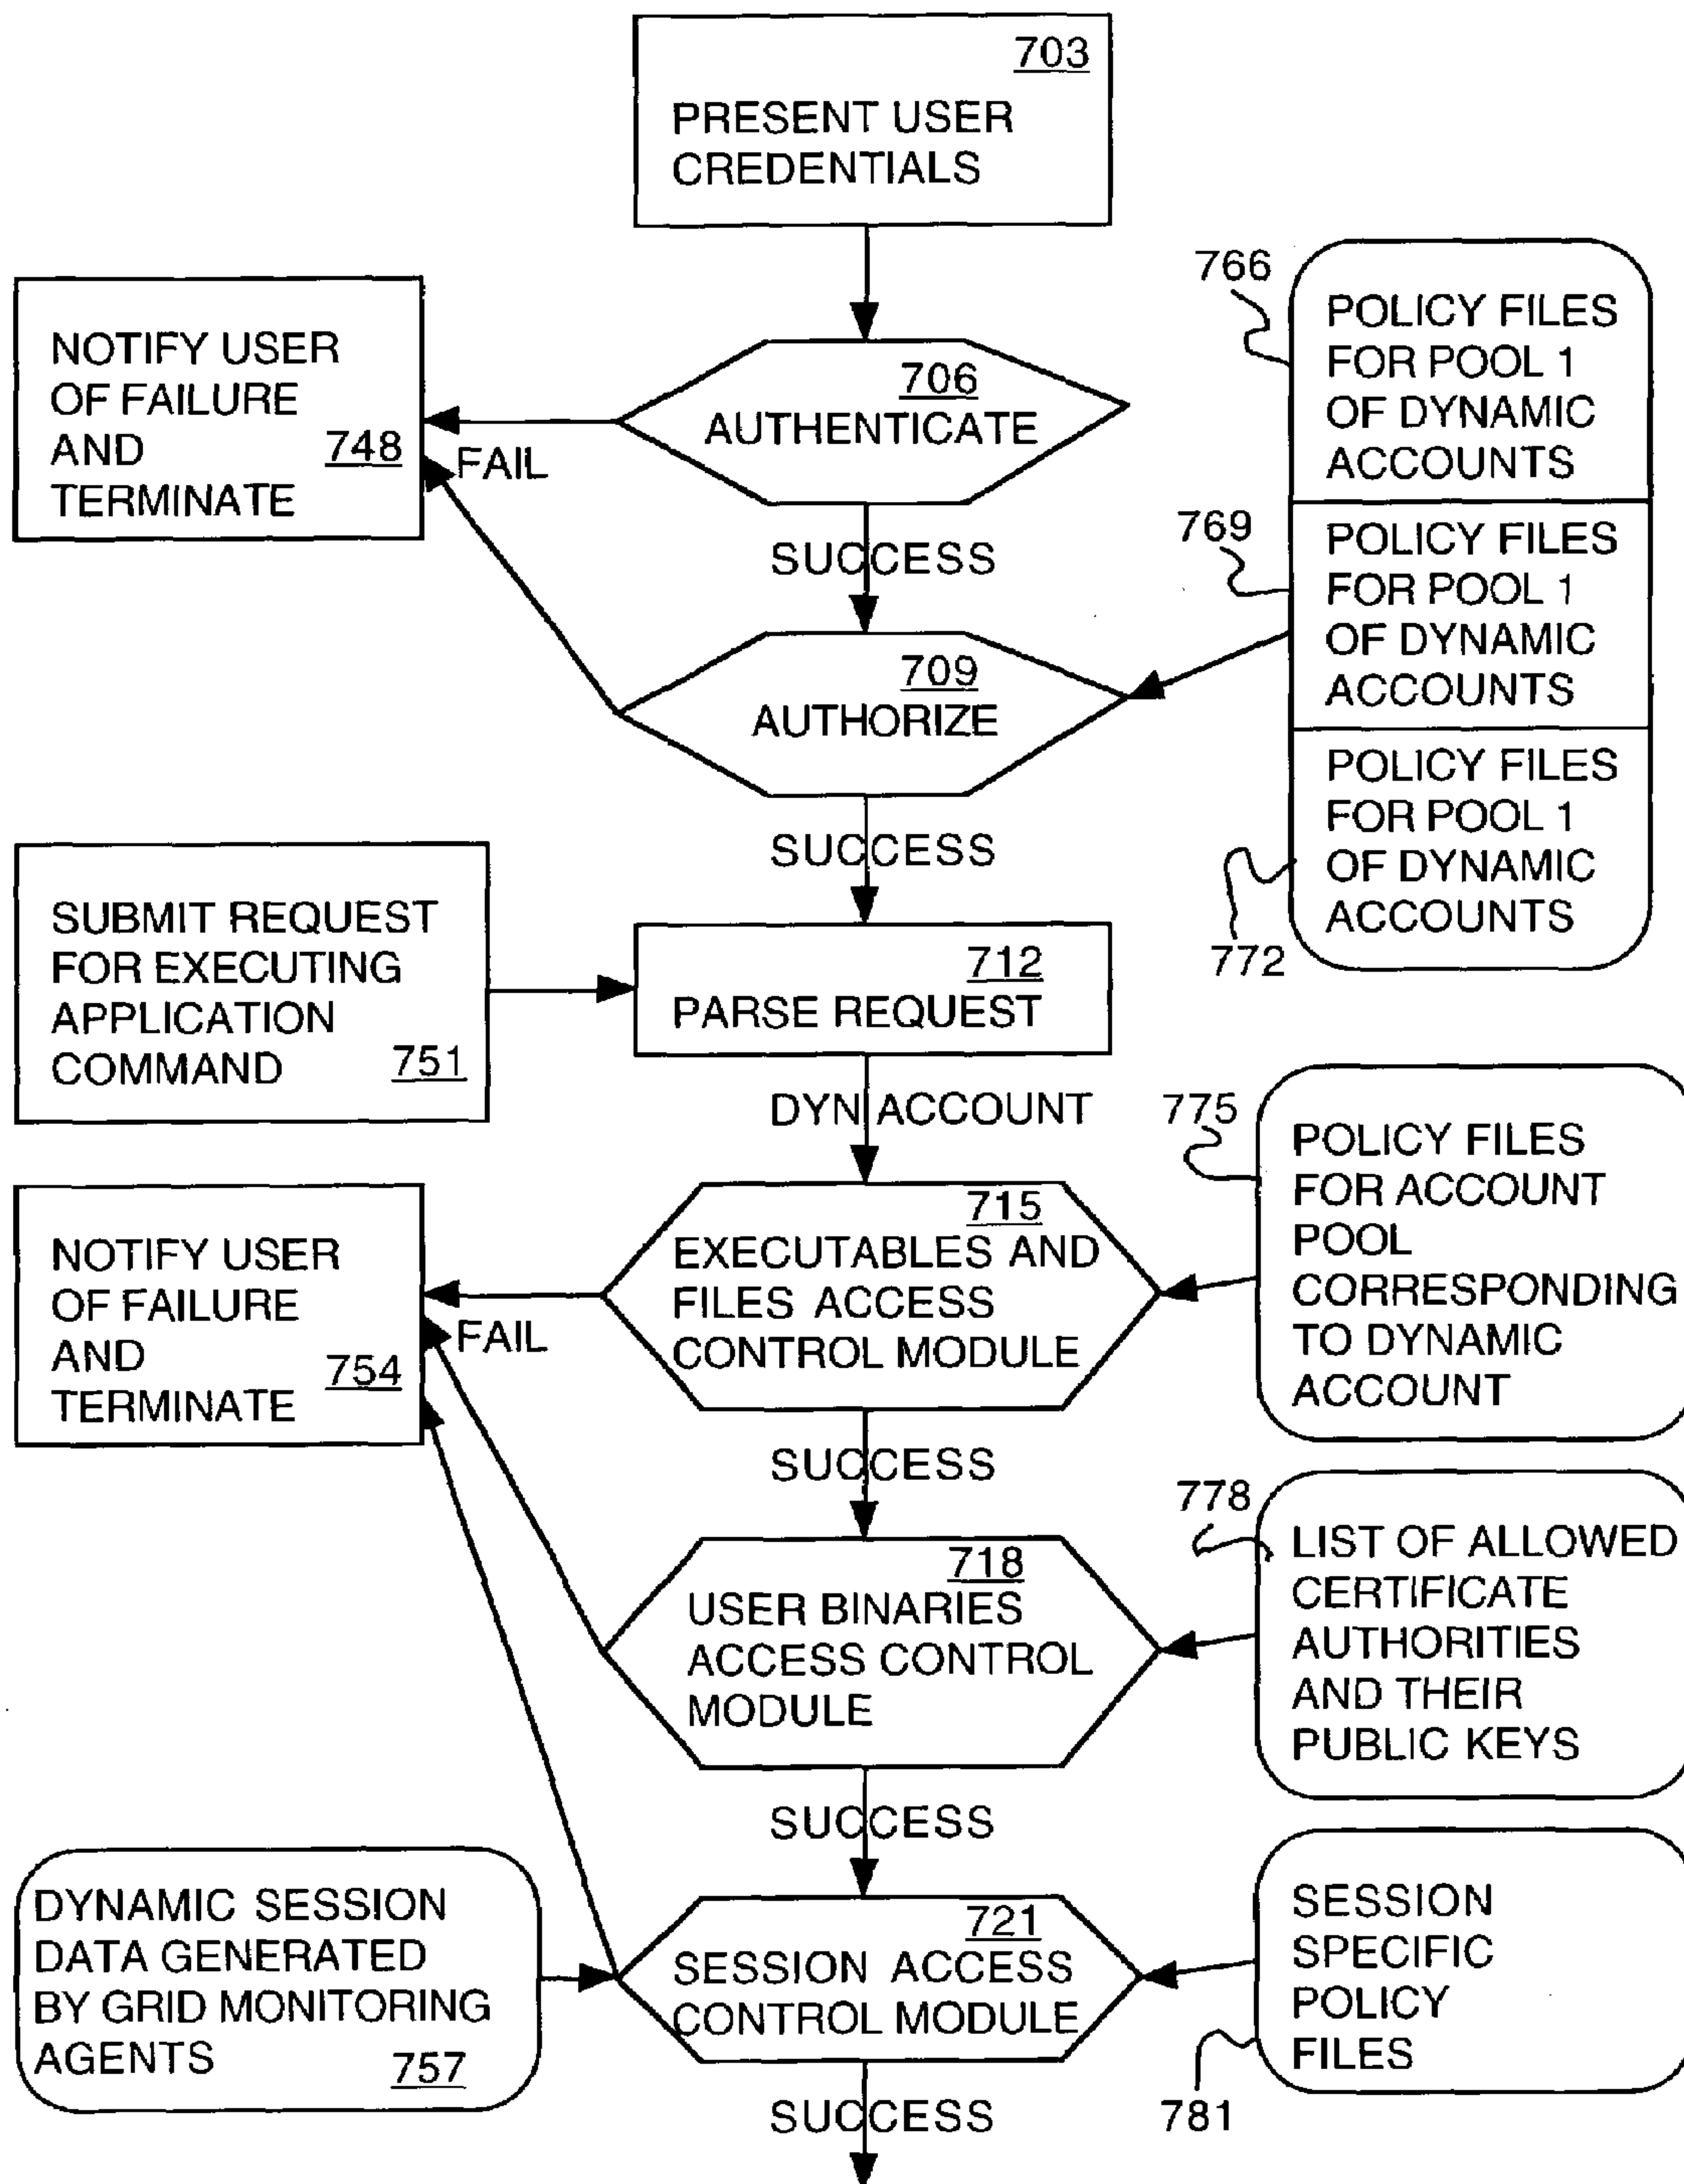 703
PRESENT USER
CREDENTIALS
NOTIFY USER
OF FAILURE
AND
TERMINATE
748
FAIL
706
AUTHENTICATE
SUCCESS
766
POLICY FILES
FOR POOL 1
OF DYNAMIC
ACCOUNTS
769
POLICY FILES
FOR POOL 1
OF DYNAMIC
ACCOUNTS
772
POLICY FILES
FOR POOL 1
OF DYNAMIC
ACCOUNTS
709
AUTHORIZE
SUCCESS
SUBMIT REQUEST
FOR EXECUTING
APPLICATION
COMMAND
751
712
PARSE REQUEST
DYN ACCOUNT
775
POLICY FILES
FOR ACCOUNT
POOL
CORRESPONDING
TO DYNAMIC
ACCOUNT
NOTIFY USER
OF FAILURE
AND
TERMINATE
754
FAIL
715
EXECUTABLES AND
FILES ACCESS
CONTROL MODULE
SUCCESS
778
LIST OF ALLOWED
CERTIFICATE
AUTHORITIES
AND THEIR
PUBLIC KEYS
718
USER BINARIES
ACCESS CONTROL
MODULE
SUCCESS
DYNAMIC SESSION
DATA GENERATED
BY GRID MONITORING
AGENTS
757
721
SESSION ACCESS
CONTROL MODULE
SUCCESS
SESSION
SPECIFIC
POLICY
FILES
781